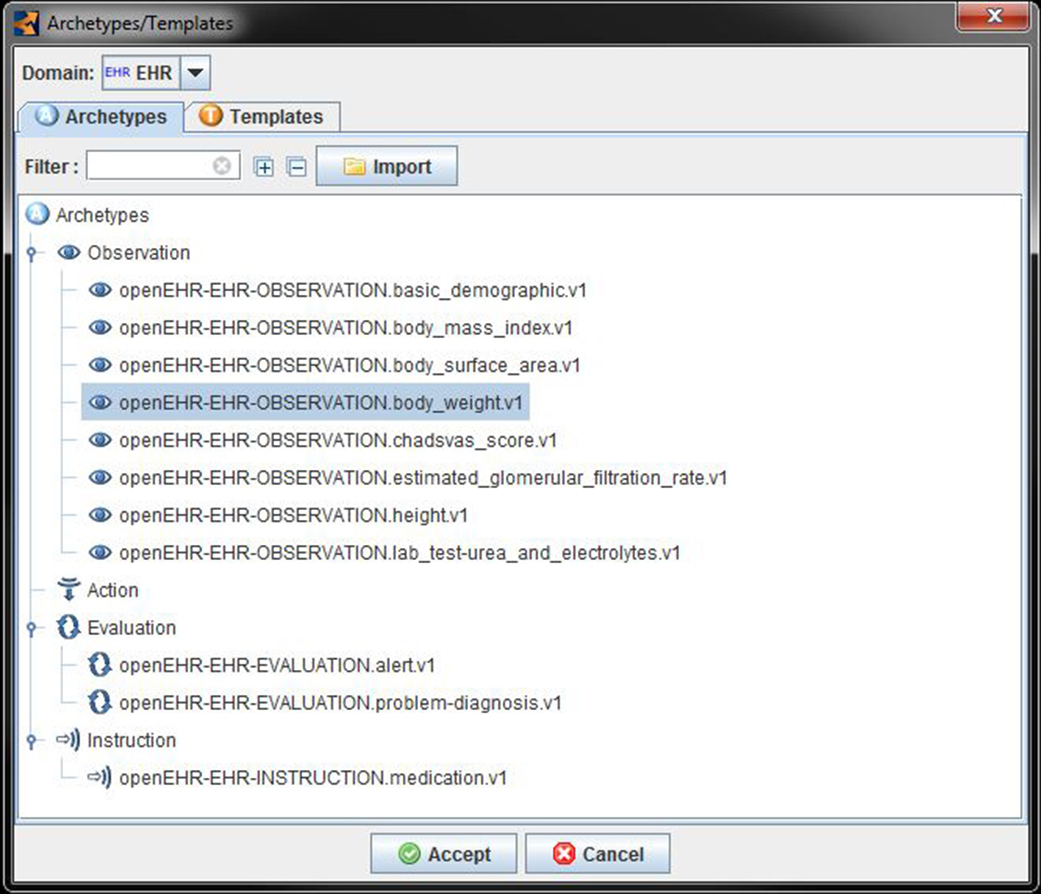 Archetypes/Templates
Domain: EHR EHR
Archetypes Templates
Filter : Import
Archetypes
Observation
openEHR-EHR-OBSERVATION.basic_demographic.v1
openEHR-EHR-OBSERVATION.body_mass_index.v1
openEHR-EHR-OBSERVATION.body_surface_area.v1
openEHR-EHR-OBSERVATION.body_weight.v1
openEHR-EHR-OBSERVATION.chadsvas_score.v1
openEHR-EHR-OBSERVATION.estimated_glomerular_filtration_rate.v1
openEHR-EHR-OBSERVATION.height.v1
openEHR-EHR-OBSERVATION.lab_test-urea_and_electrolytes.v1
Action
Evaluation
openEHR-EHR-EVALUATION.alert.v1
openEHR-EHR-EVALUATION.problem-diagnosis.v1
Instruction
openEHR-EHR-INSTRUCTION.medication.v1
Accept Cancel